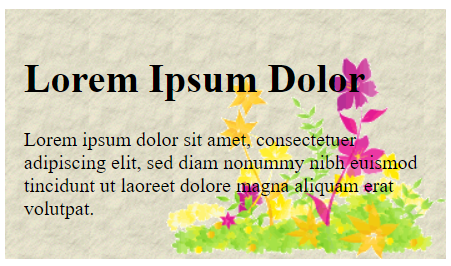 Lorem Ipsum Dolor
Lorem ipsum dolor sit amet, consectetuer
adipiscing elit, sed diam nonummy nibh euismod
tincidunt ut laoreet dolore magna aliquam erat
volutpat.